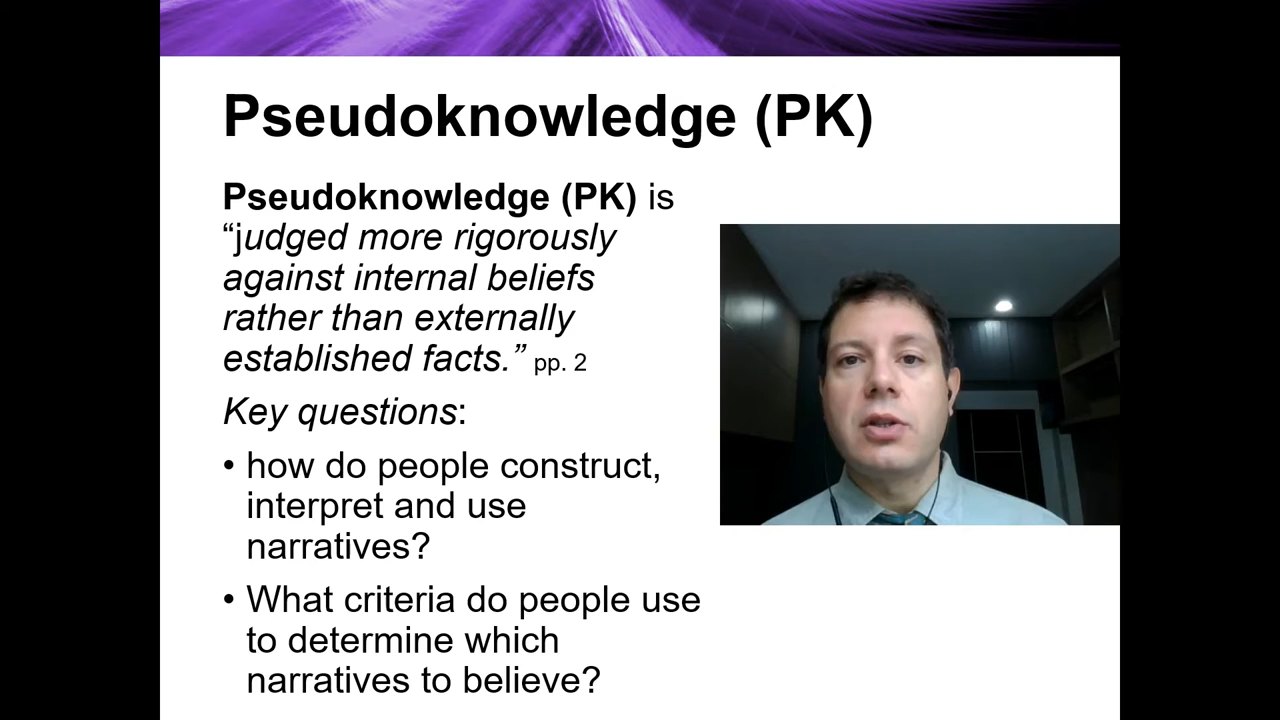 Pseudoknowledge (PK)
Pseudoknowledge (PK) is
“judged more rigorously
against internal beliefs
rather than externally
established facts.” pp. 2
Key questions:
• how do people construct,
interpret and use
narratives?
• What criteria do people use
to determine which
narratives to believe?